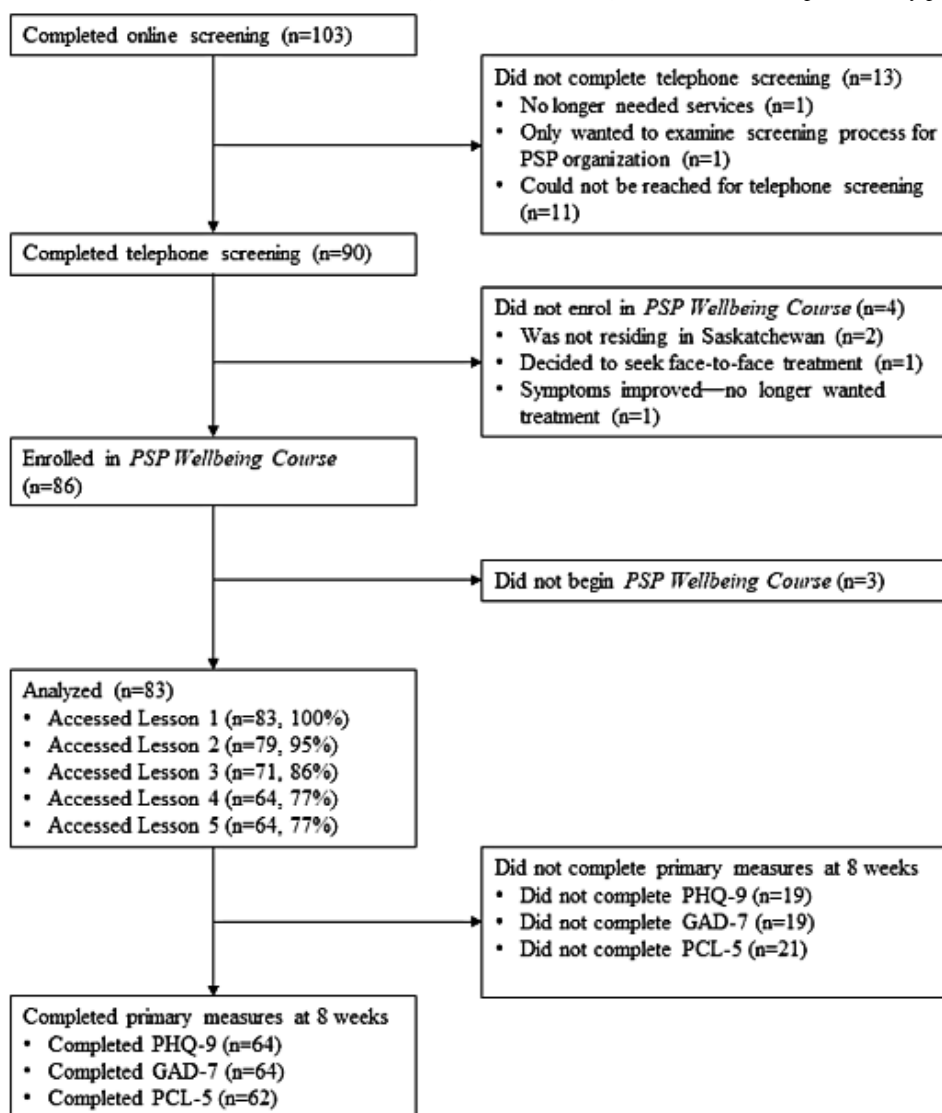 Completed online screening (n=103)
Did not complete telephone screening (n=13)
• No longer needed services (n=1)
• Only wanted to examine screening process for
PSP organization (n=1)
• Could not be reached for telephone screening
(n=11)
Completed telephone screening (n=90)
Did not enrol in PSP Wellbeing Course (n=4)
• Was not residing in Saskatchewan (n=2)
• Decided to seek face-to-face treatment (n=1)
• Symptoms improved—no longer wanted
treatment (n=1)
Enrolled in PSP Wellbeing Course
(n=86)
Did not begin PSP Wellbeing Course (n=3)
Analyzed (n=83)
• Accessed Lesson 1 (n=83, 100%)
• Accessed Lesson 2 (n=79, 95%)
• Accessed Lesson 3 (n=71, 86%)
• Accessed Lesson 4 (n=64, 77%)
• Accessed Lesson 5 (n=64, 77%)
Did not complete primary measures at 8 weeks
• Did not complete PHQ-9 (n=19)
• Did not complete GAD-7 (n=19)
• Did not complete PCL-5 (n=21)
Completed primary measures at 8 weeks
• Completed PHQ-9 (n=64)
• Completed GAD-7 (n=64)
• Completed PCL-5 (n=62)